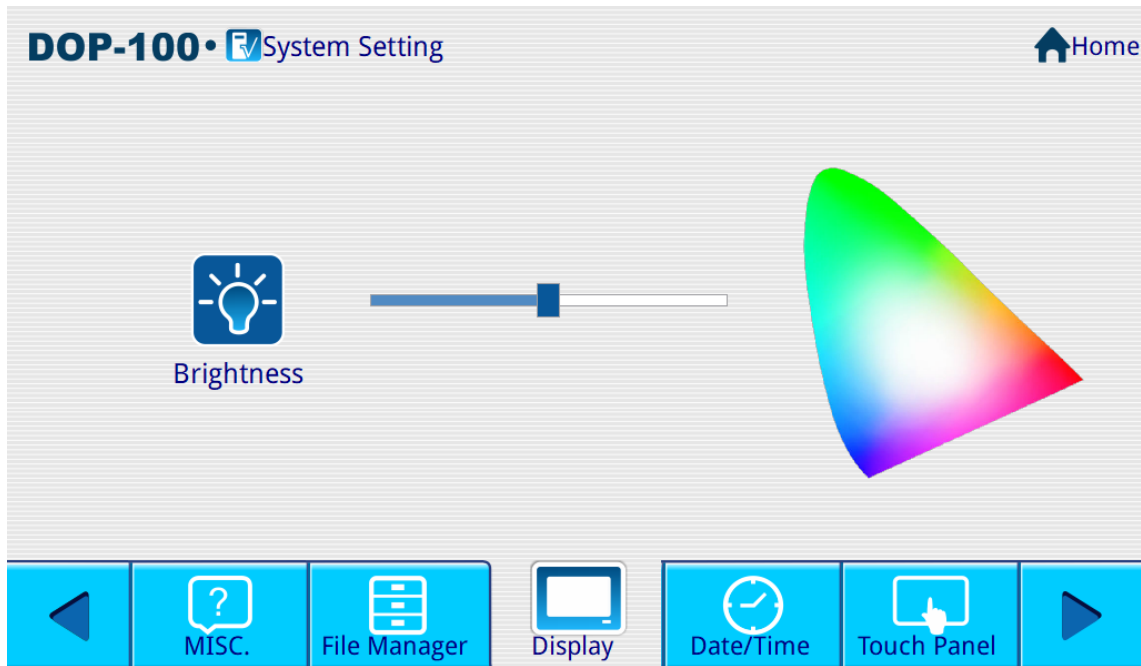 DOP-100• System Setting
Home
Brightness
?
MISC.
File Manager
Display
Date/Time
Touch Panel